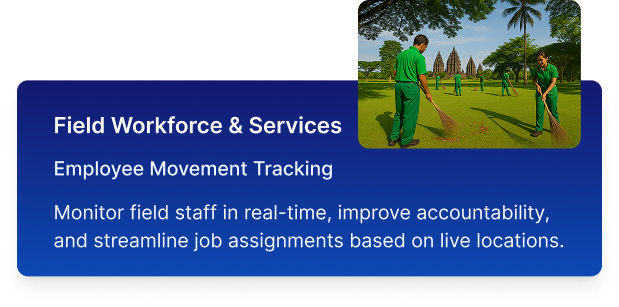 Field Workforce & Services
Employee Movement Tracking
Monitor field staff in real-time, improve accountability,
and streamline job assignments based on live locations.